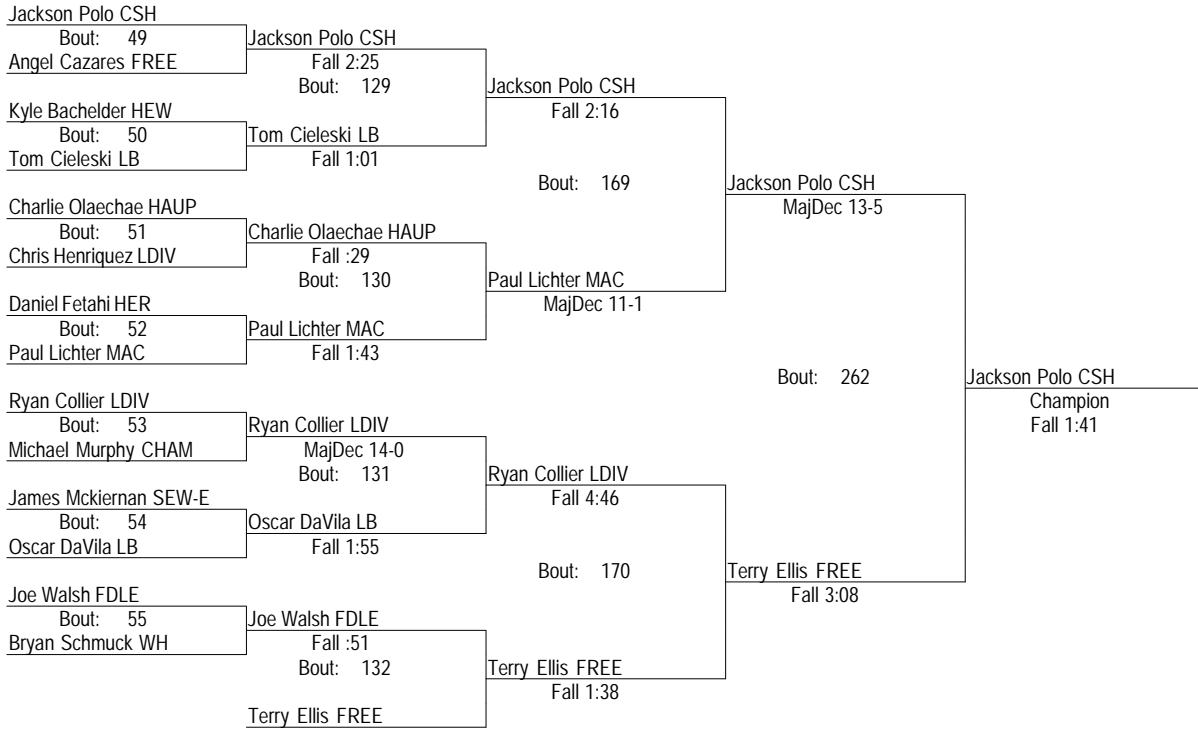 Jackson Polo CSH
Bout: 49
Angel Cazares FREE
Kyle Bachelder HEW
Bout: 50
Tom Cieleski LB
Charlie Olaechae HAUP
Bout: 51
Chris Henriquez LDIV
Daniel Fetahi HER
Bout: 52
Paul Lichter MAC
Ryan Collier LDIV
Bout: 53
Michael Murphy CHAM
James Mckiernan SEW-E
Bout: 54
Oscar DaVila LB
Joe Walsh FDLE
Bout: 55
Bryan Schmuck WH
Jackson Polo CSH
Fall 2:25
Bout: 129
Tom Cieleski LB
Fall 1:01
Charlie Olaechae HAUP
Fall :29
Bout: 130
Paul Lichter MAC
Fall 1:43
Ryan Collier LDIV
MajDec 14-0
Bout: 131
Oscar DaVila LB
Fall 1:55
Joe Walsh FDLE
Fall :51
Bout: 132
Terry Ellis FREE
Jackson Polo CSH
Fall 2:16
Bout: 169
Paul Lichter MAC
MajDec 11-1
Ryan Collier LDIV
Fall 4:46
Bout: 170
Terry Ellis FREE
Fall 1:38
Jackson Polo CSH
MajDec 13-5
Bout: 262
Terry Ellis FREE
Fall 3:08
Jackson Polo CSH
Champion
Fall 1:41